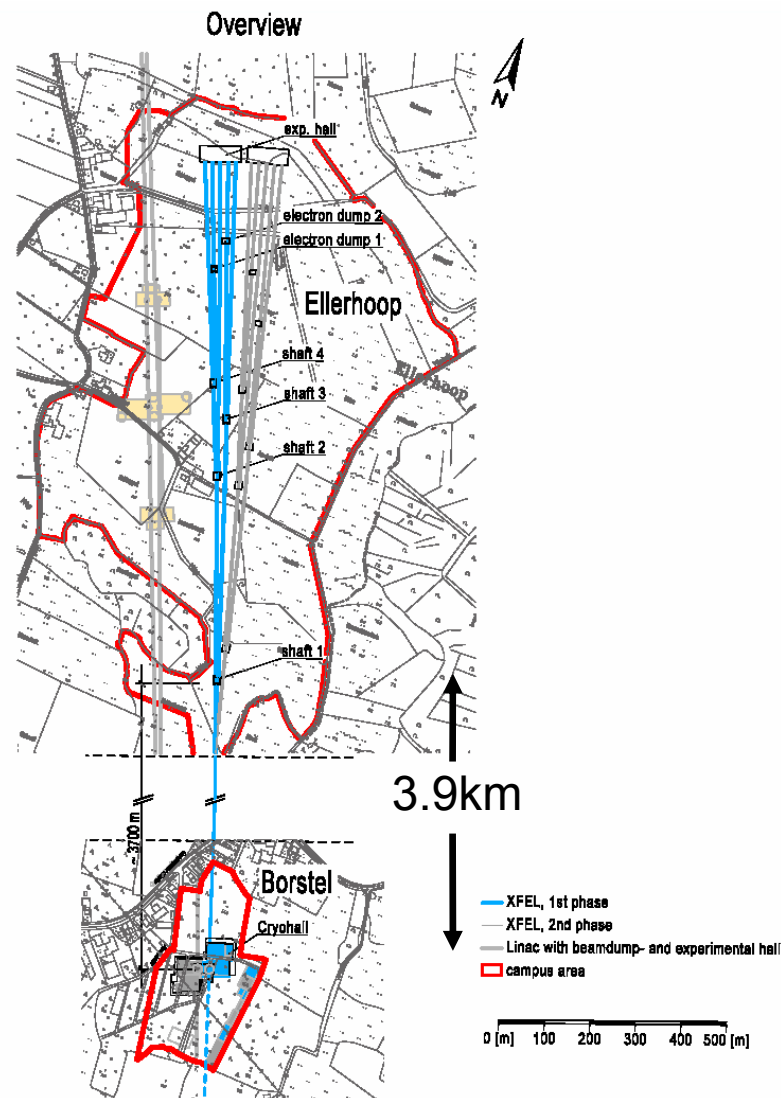 Overview
N
exp. hall
electron dump 2
electron dump 1
Ellerhoop
shaft 4
Ellerhoop
shaft 3
shaft 2
shaft 1
3.9km
~ 3700 m
Borstel
Cryohall
XFEL, 1st phase
XFEL, 2nd phase
Linac with beamdump- and experimental hall
campus area
0 [m] 100 200 300 400 500 [m]